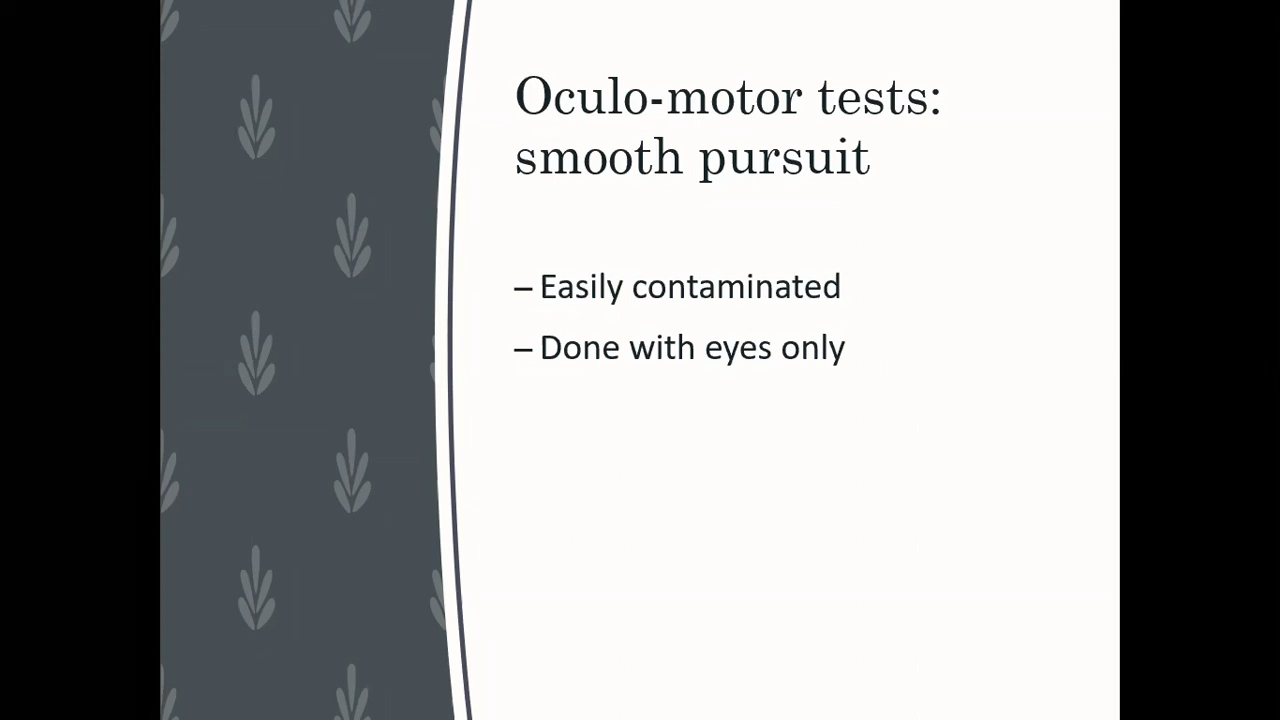 Oculo-motor tests:
smooth pursuit
– Easily contaminated
– Done with eyes only